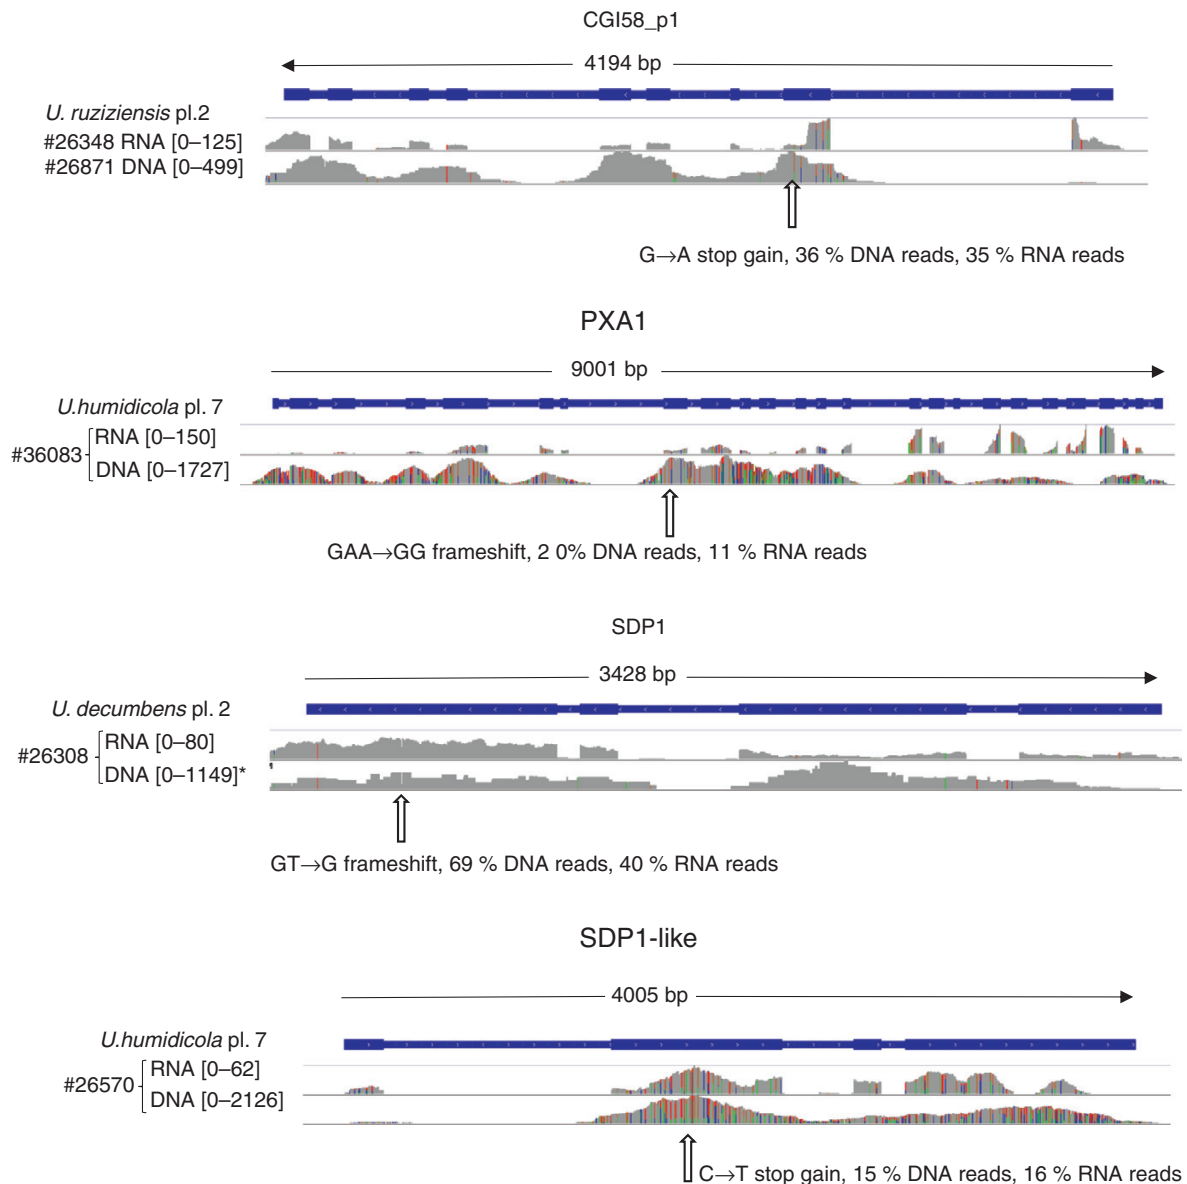 CGI58_p1
4194 bp
U. ruziziensis pl.2
#26348 RNA [0–125]
#26871 DNA [0–499]
G→A stop gain, 36 % DNA reads, 35 % RNA reads
PXA1
9001 bp
U.humidicola pl. 7
#36083
RNA [0–150]
DNA [0–1727]
GAA→GG frameshift, 2 0% DNA reads, 11 % RNA reads
SDP1
3428 bp
U. decumbens pl. 2
#26308
RNA [0–80]
DNA [0–1149]*
GT→G frameshift, 69 % DNA reads, 40 % RNA reads
SDP1-like
4005 bp
U.humidicola pl. 7
#26570
RNA [0–62]
DNA [0–2126]
C→T stop gain, 15 % DNA reads, 16 % RNA reads